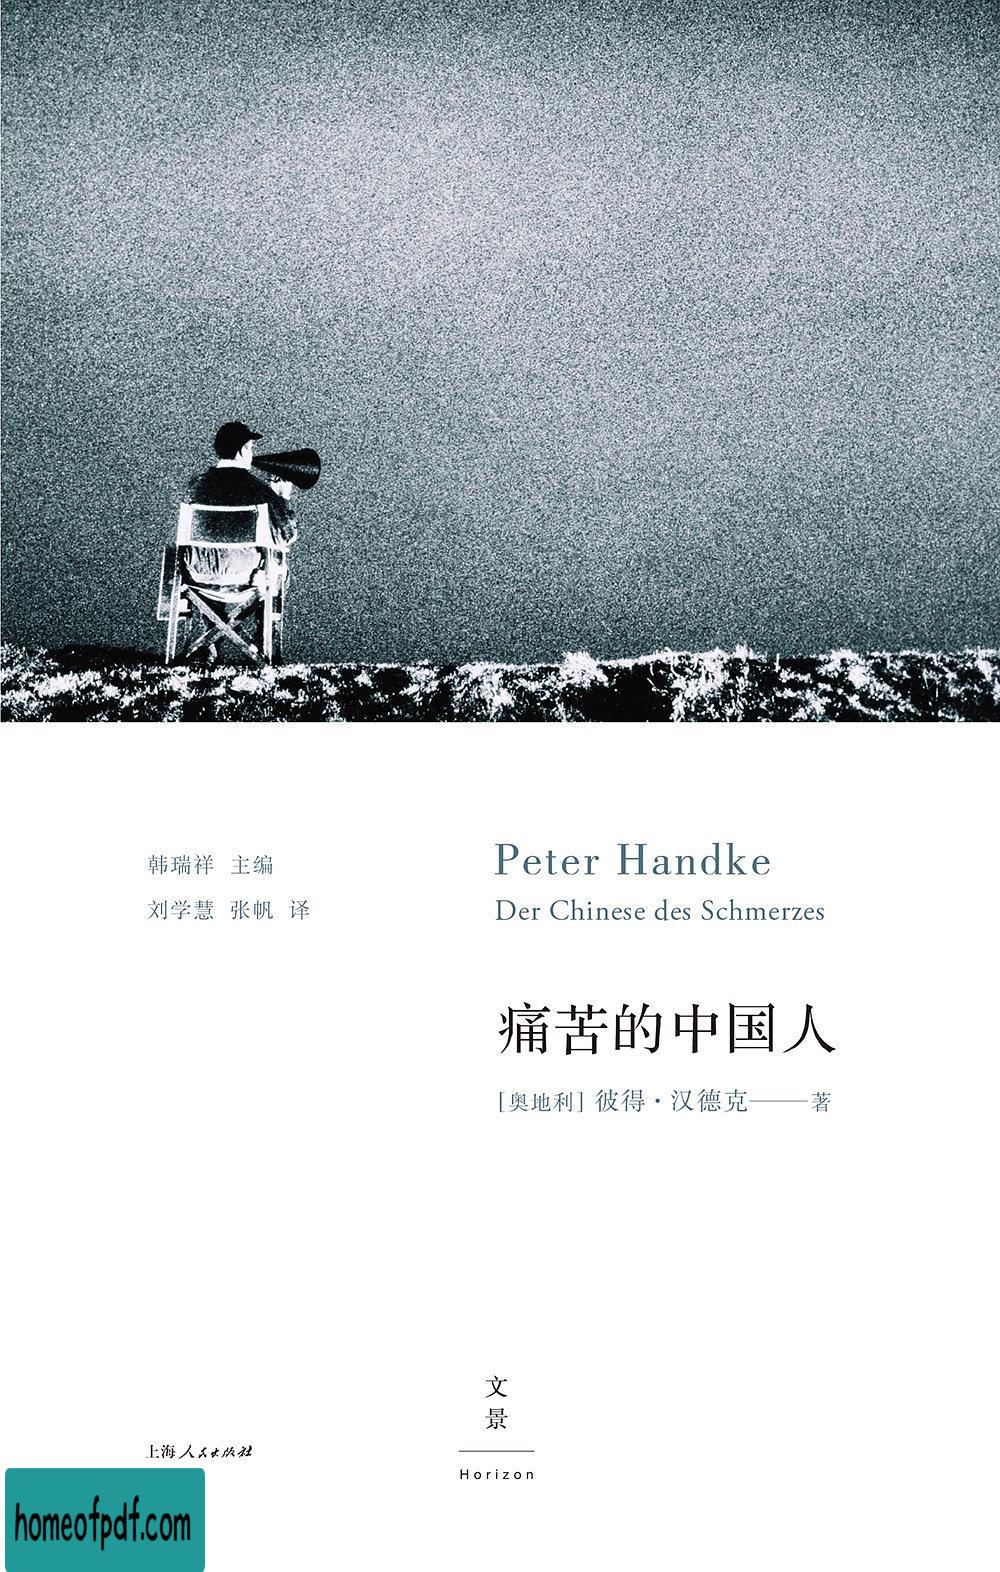 韩瑞祥 主编
刘学慧 张帆 译
Peter Handke
Der Chinese des Schmerzes
痛苦的中国人
[奥地利] 彼得·汉德克——著
文
景
Horizon
上海人民出版社
homeofpdf.com